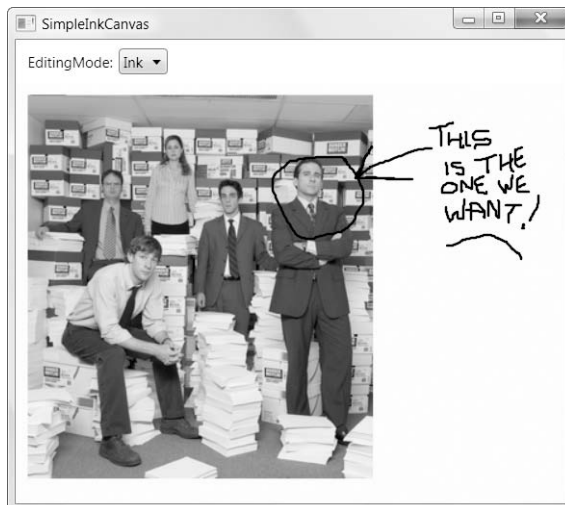 SimpleInkCanvas
EditingMode: Ink
THIS
IS THE
ONE WE
WANT!